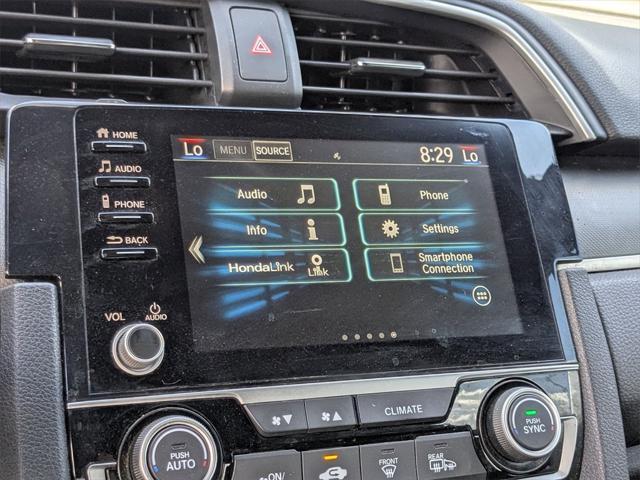 HOME
AUDIO
PHONE
BACK
VOL
AUDIO
Lo MENU SOURCE 8:29 Lo
Audio Phone
Info Settings
HondaLink Link Smartphone
Connection
CLIMATE
PUSH
AUTO
PUSH
SYNC
ON/
FRONT
REAR